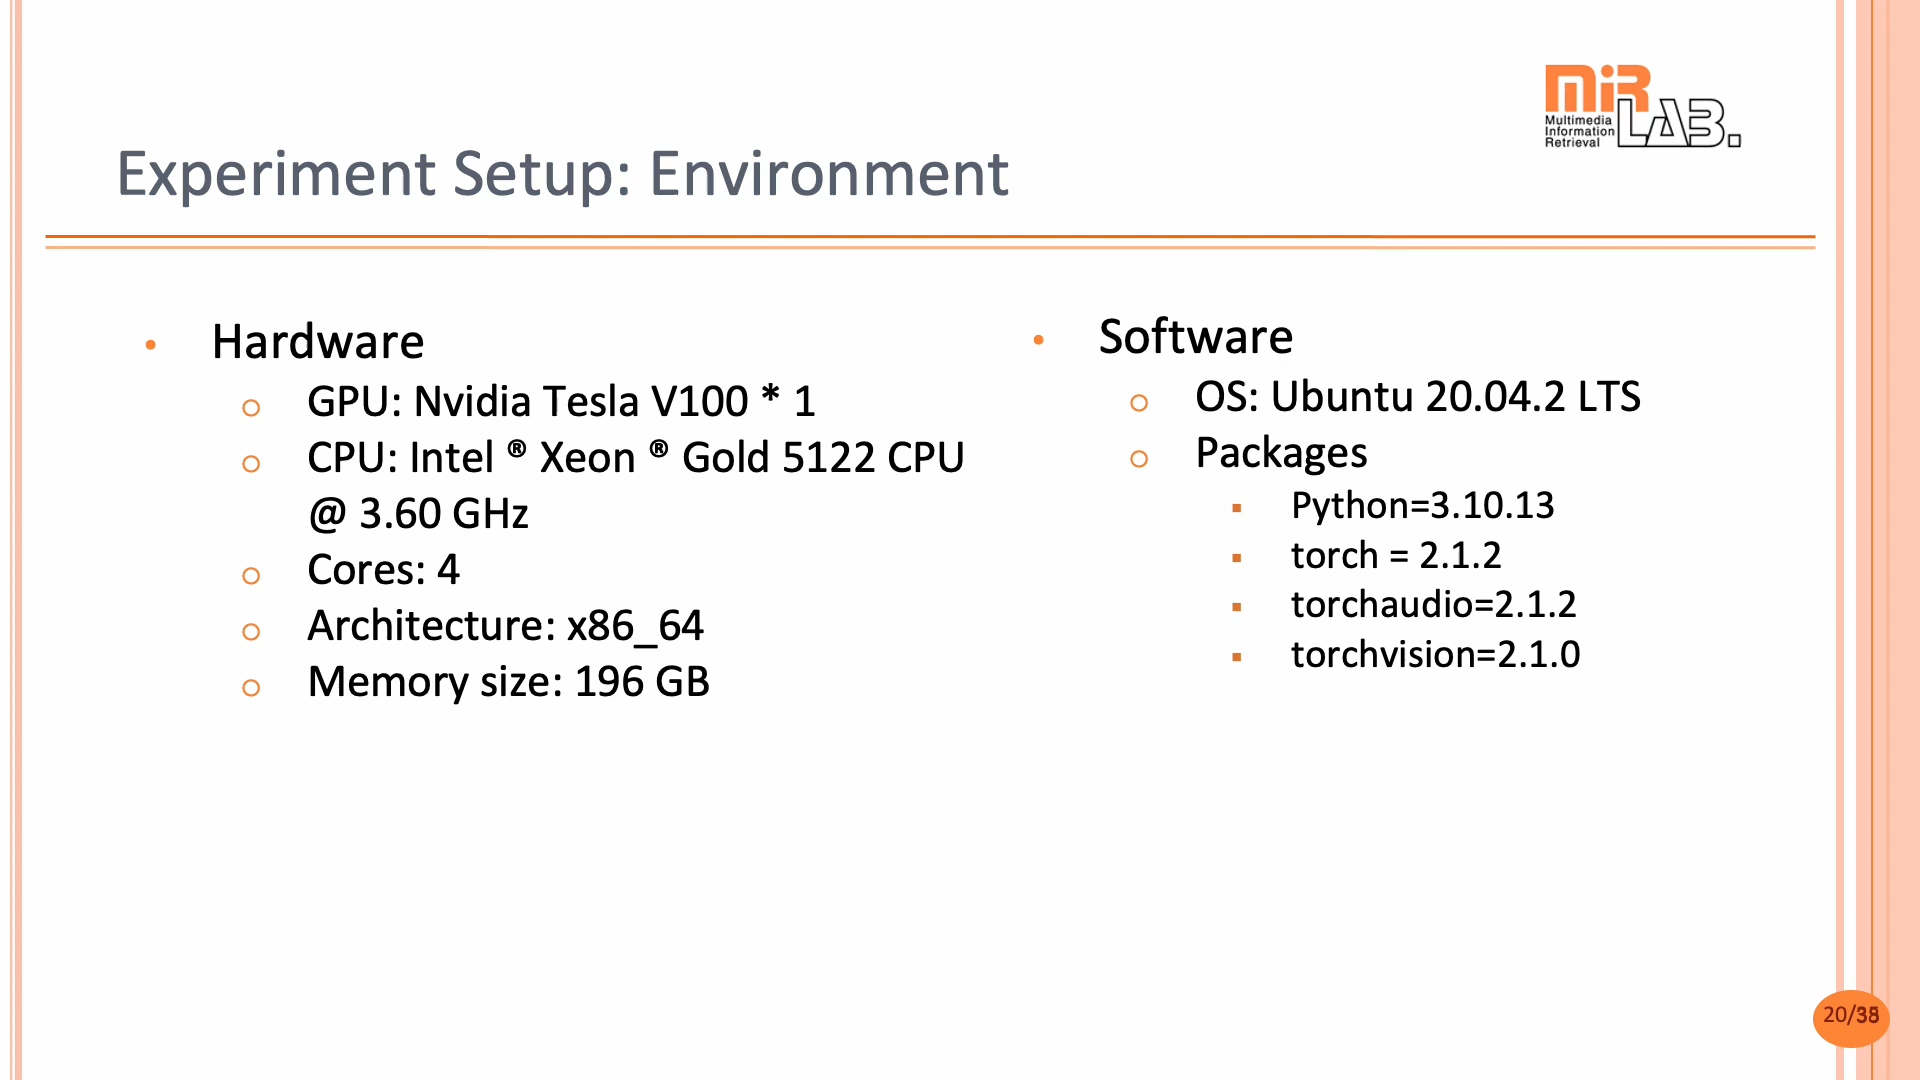 MiR
LAB.
Multimedia
Information
Retrieval
Experiment Setup: Environment
• Hardware
GPU: Nvidia Tesla V100 * 1
CPU: Intel ® Xeon ® Gold 5122 CPU
@ 3.60 GHz
Cores: 4
Architecture: x86_64
Memory size: 196 GB
• Software
OS: Ubuntu 20.04.2 LTS
Packages
Python=3.10.13
torch = 2.1.2
torchaudio=2.1.2
torchvision=2.1.0
20/